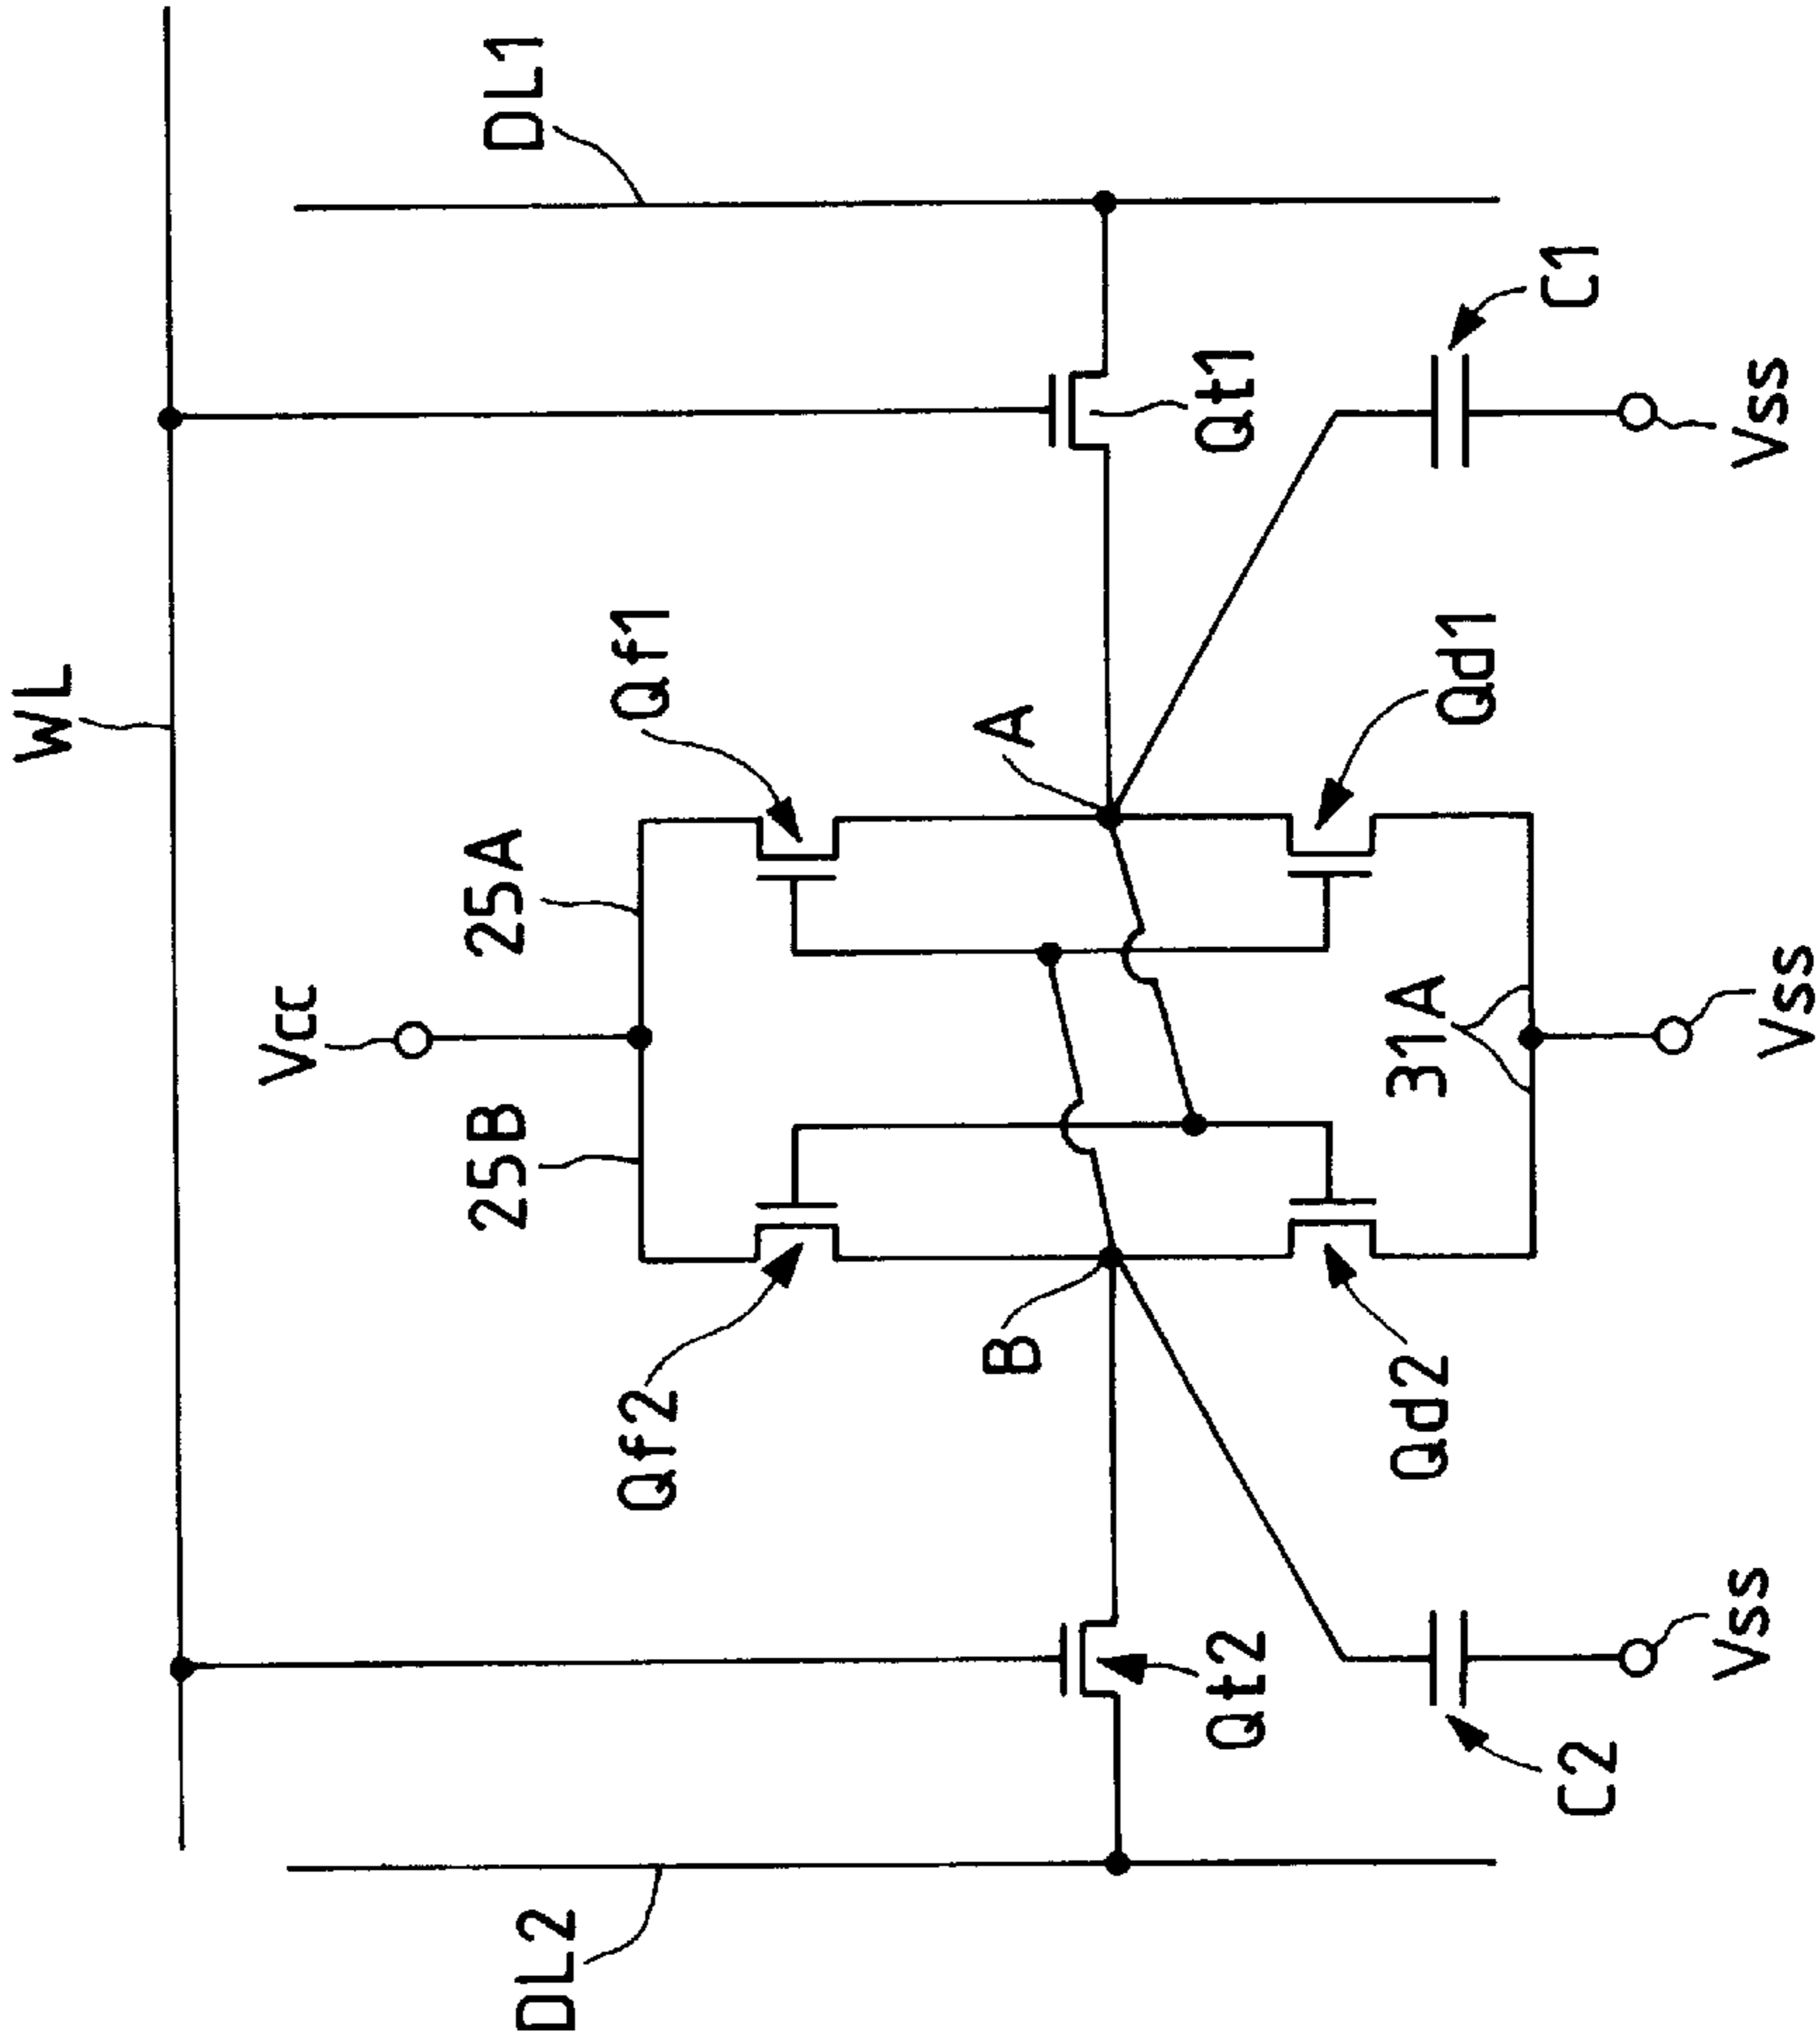 WL
DL2
DL1
Vcc
25B
25A
Qf2
Qf1
B
A
Qt2
Qt1
Qd2
31A
Qd1
C2
C1
Vss
Vss
Vss